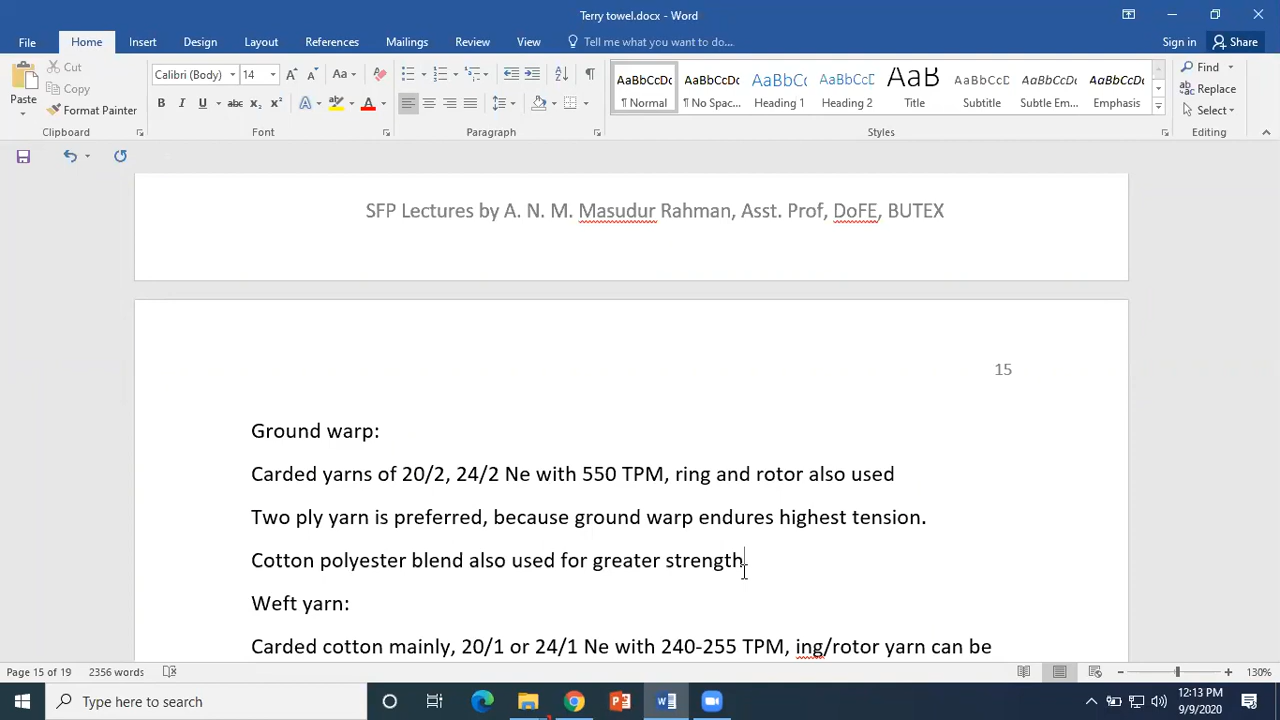 Terry towel.docx - Word
File Home Insert Design Layout References Mailings Review View Tell me what you want to do... Sign in Share
Cut
Copy
Format Painter
Paste
Clipboard
Calibri (Body) 14 Aa
B I U abc x₂ x² A A
Font
Paragraph
AaBbCcDc AaBbCcDc AaBbC AaBbCcC AaB AaBbCcD AaBbCcDc AaBbCcDc
¶ Normal ¶ No Spac... Heading Heading 2 Title Subtitle Subtle Em... Emphasis
Styles
Find
Replace
Select
Editing
SFP Lectures by A. N. M. Masudur Rahman, Asst. Prof, DoFE, BUTEX
15
Ground warp:
Carded yarns of 20/2, 24/2 Ne with 550 TPM, ring and rotor also used
Two ply yarn is preferred, because ground warp endures highest tension.
Cotton polyester blend also used for greater strength
Weft yarn:
Carded cotton mainly, 20/1 or 24/1 Ne with 240-255 TPM, ing/rotor yarn can be
Page 15 of 19 2356 words 130%
Type here to search
12:13 PM
9/9/2020